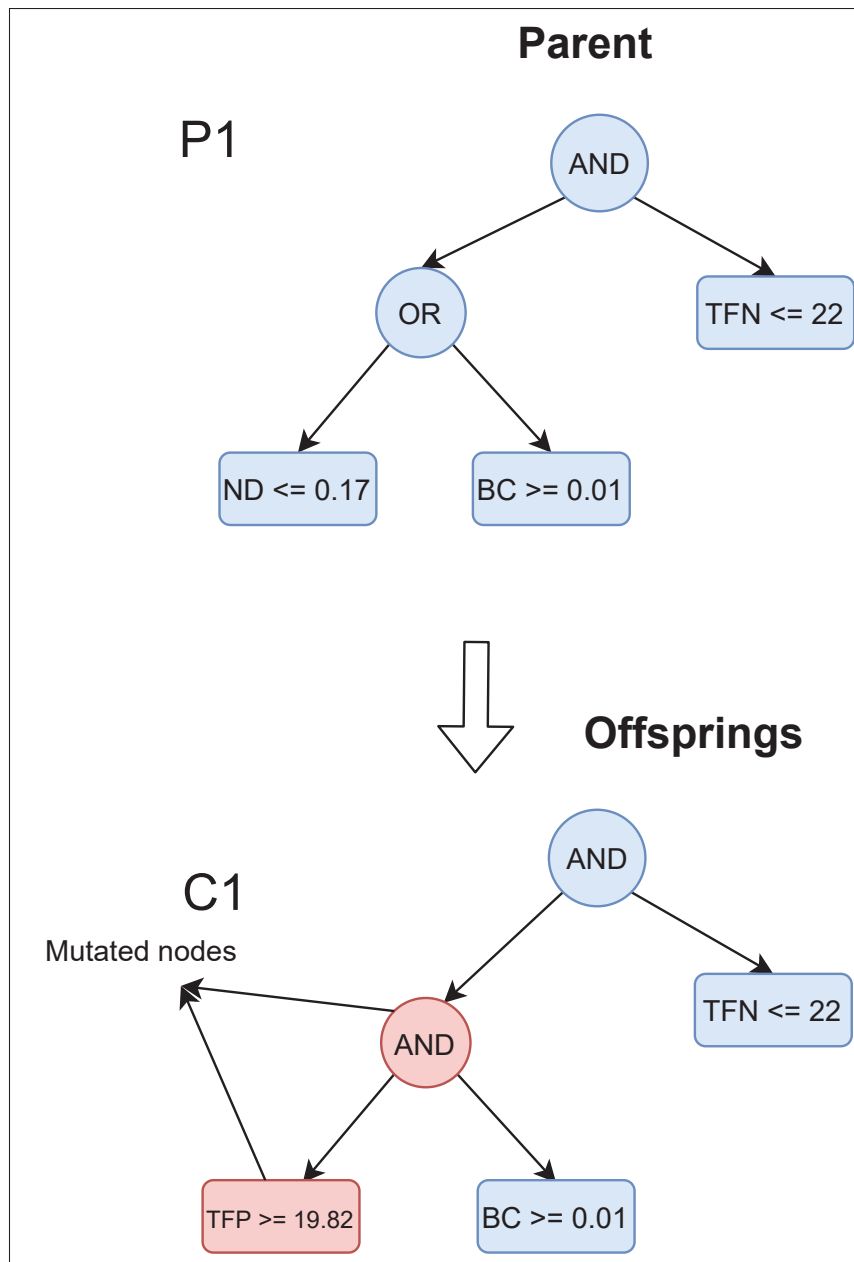 Parent
P1
AND
OR
TFN <= 22
ND <= 0.17
BC >= 0.01
Offsprings
AND
C1
Mutated nodes
TFN <= 22
AND
TFP >= 19.82
BC >= 0.01